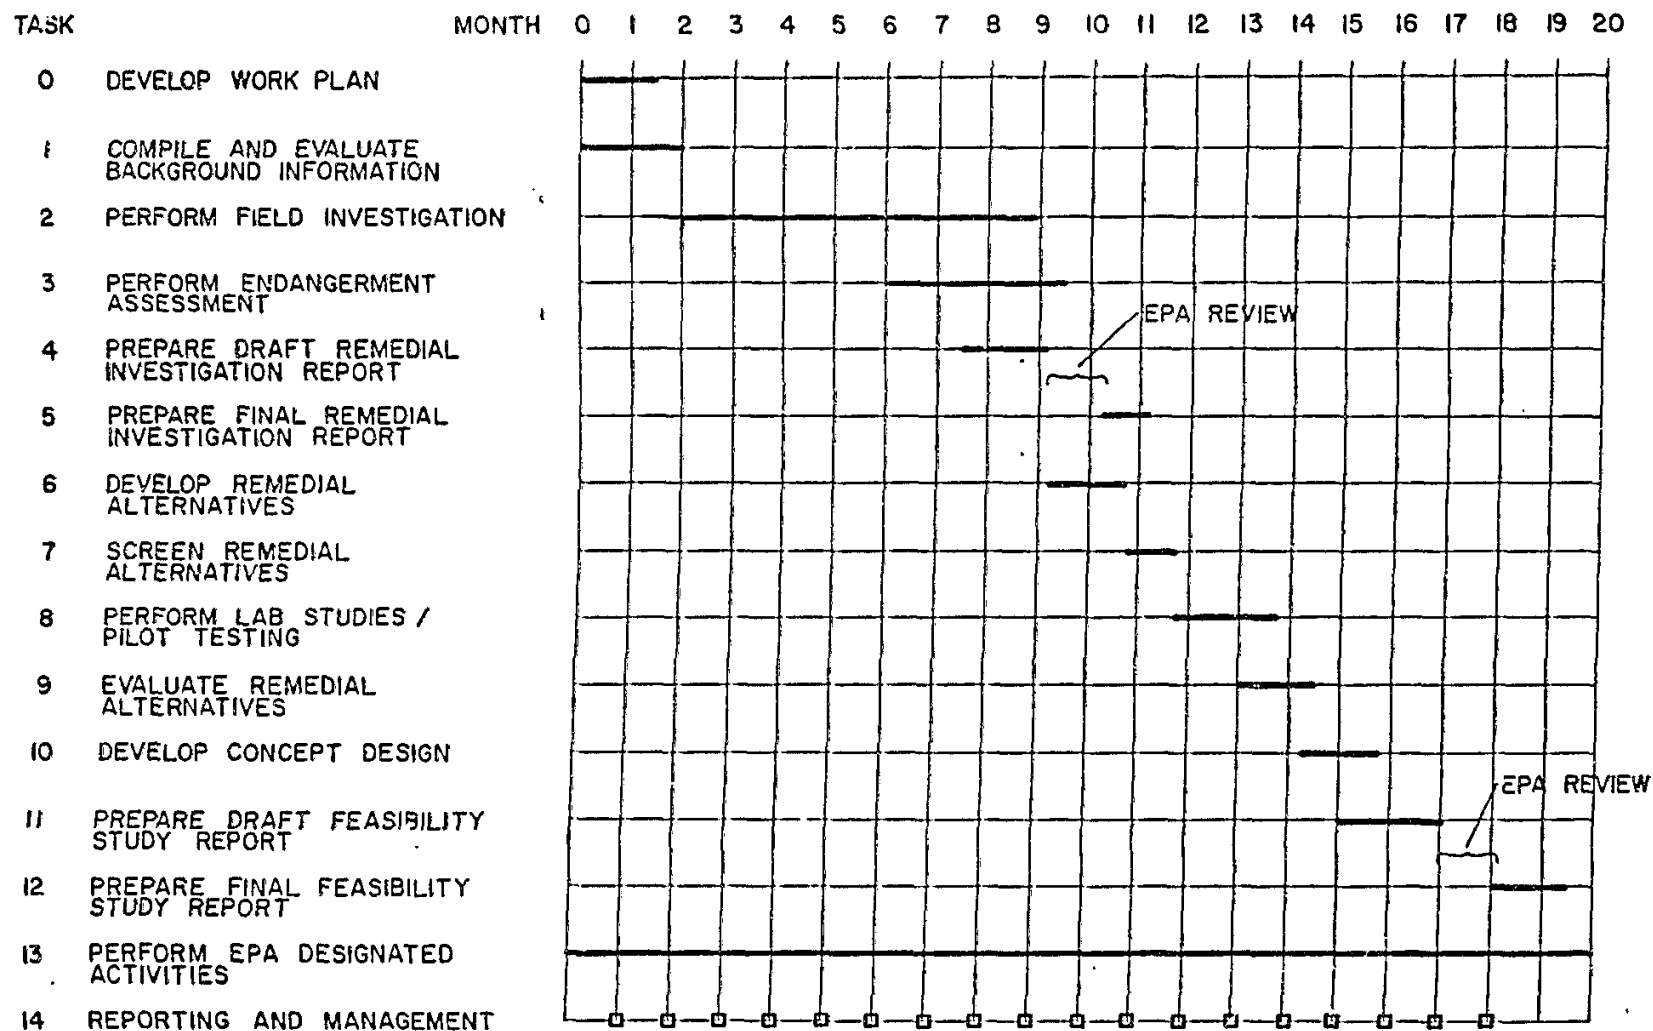 TASK MONTH 0 1 2 3 4 5 6 7 8 9 10 11 12 13 14 15 16 17 18 19 20
0 DEVELOP WORK PLAN
1 COMPILE AND EVALUATE
BACKGROUND INFORMATION
2 PERFORM FIELD INVESTIGATION
3 PERFORM ENDANGERMENT
ASSESSMENT
EPA REVIEW
4 PREPARE DRAFT REMEDIAL
INVESTIGATION REPORT
5 PREPARE FINAL REMEDIAL
INVESTIGATION REPORT
6 DEVELOP REMEDIAL
ALTERNATIVES
7 SCREEN REMEDIAL
ALTERNATIVES
8 PERFORM LAB STUDIES /
PILOT TESTING
9 EVALUATE REMEDIAL
ALTERNATIVES
10 DEVELOP CONCEPT DESIGN
EPA REVIEW
11 PREPARE DRAFT FEASIBILITY
STUDY REPORT
12 PREPARE FINAL FEASIBILITY
STUDY REPORT
13 PERFORM EPA DESIGNATED
ACTIVITIES
14 REPORTING AND MANAGEMENT